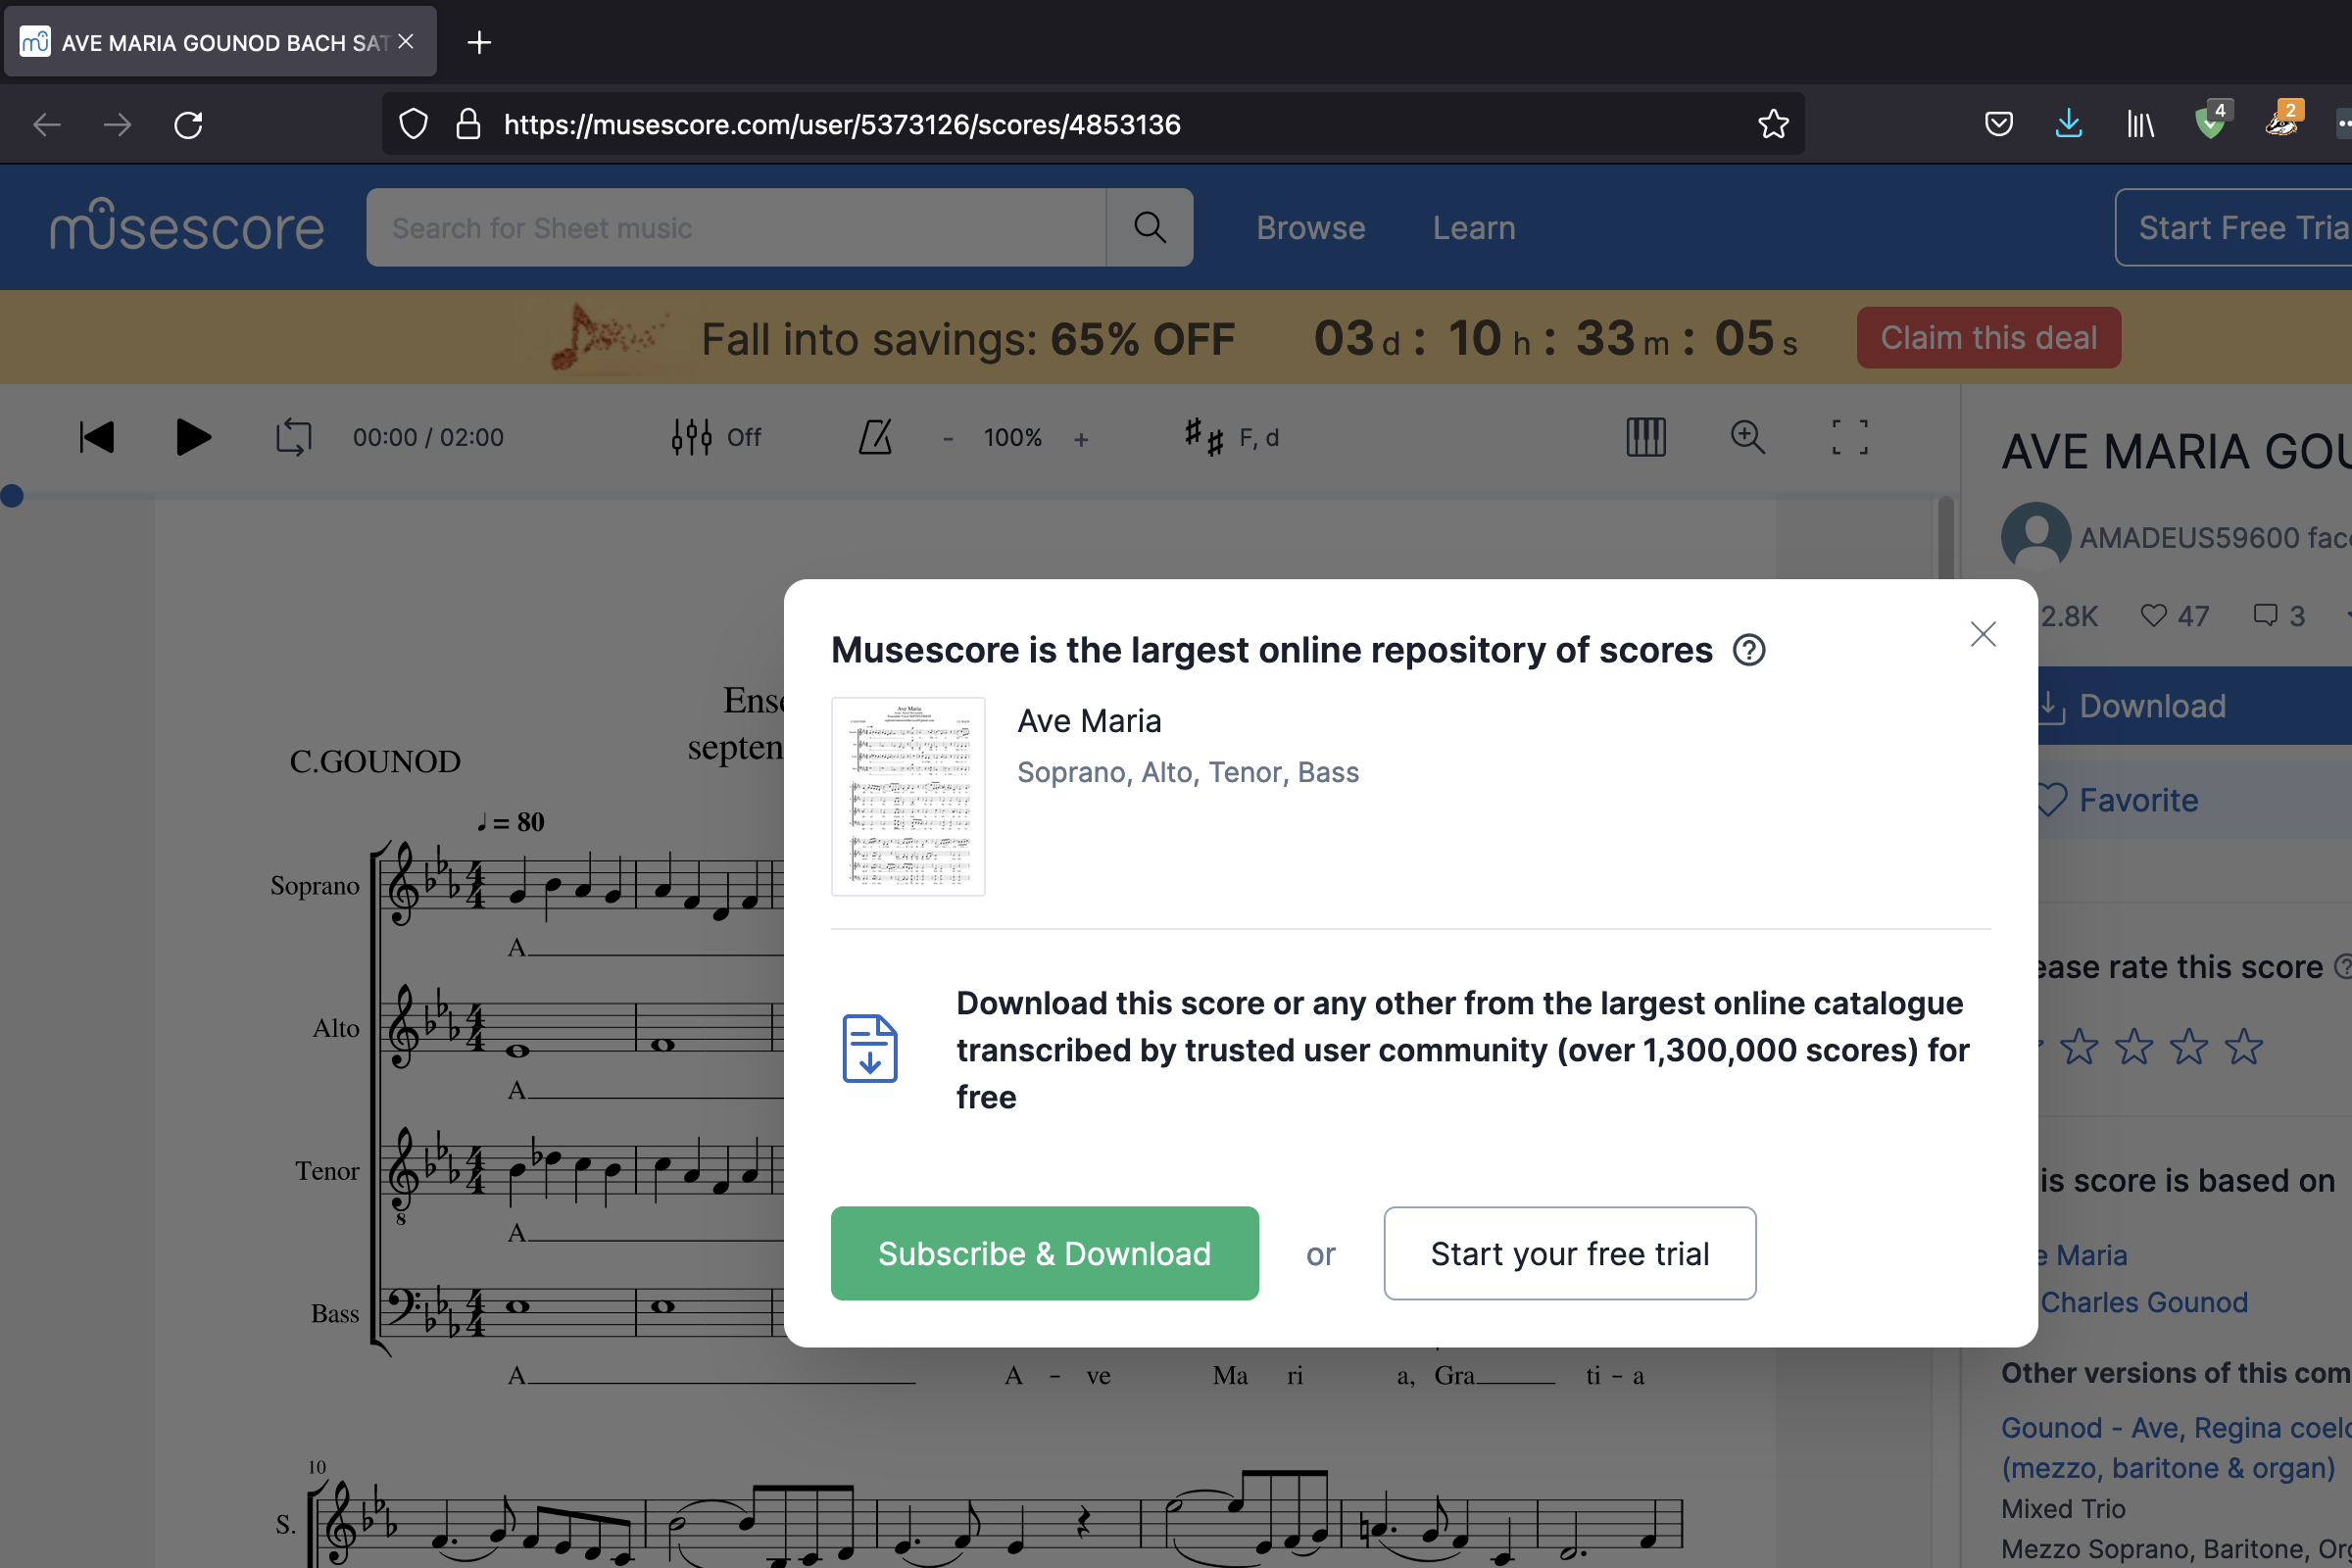 AVE MARIA GOUNOD BACH SAT
https://musescore.com/user/5373126/scores/4853136
4
2
musescore
Search for Sheet music
Browse
Learn
Start Free Tria
Fall into savings: 65% OFF
03 d : 10 h : 33 m : 05 s
Claim this deal
00:00 / 02:00
Off
- 100% +
F, d
AVE MARIA GOU
AMADEUS59600 fac
2.8K
47
3
Download
Favorite
ease rate this score
is score is based on
e Maria
Charles Gounod
Other versions of this com
Gounod - Ave, Regina coelo
(mezzo, baritone & organ)
Mixed Trio
Mezzo Soprano, Baritone, Or
Musescore is the largest online repository of scores
Ave Maria
Soprano, Alto, Tenor, Bass
Download this score or any other from the largest online catalogue
transcribed by trusted user community (over 1,300,000 scores) for
free
Subscribe & Download
or
Start your free trial
Ense
septen
C.GOUNOD
= 80
Soprano
A
Alto
A
Tenor
8
A
Bass
A A - ve Ma ri a, Gra ti - a
10
S.